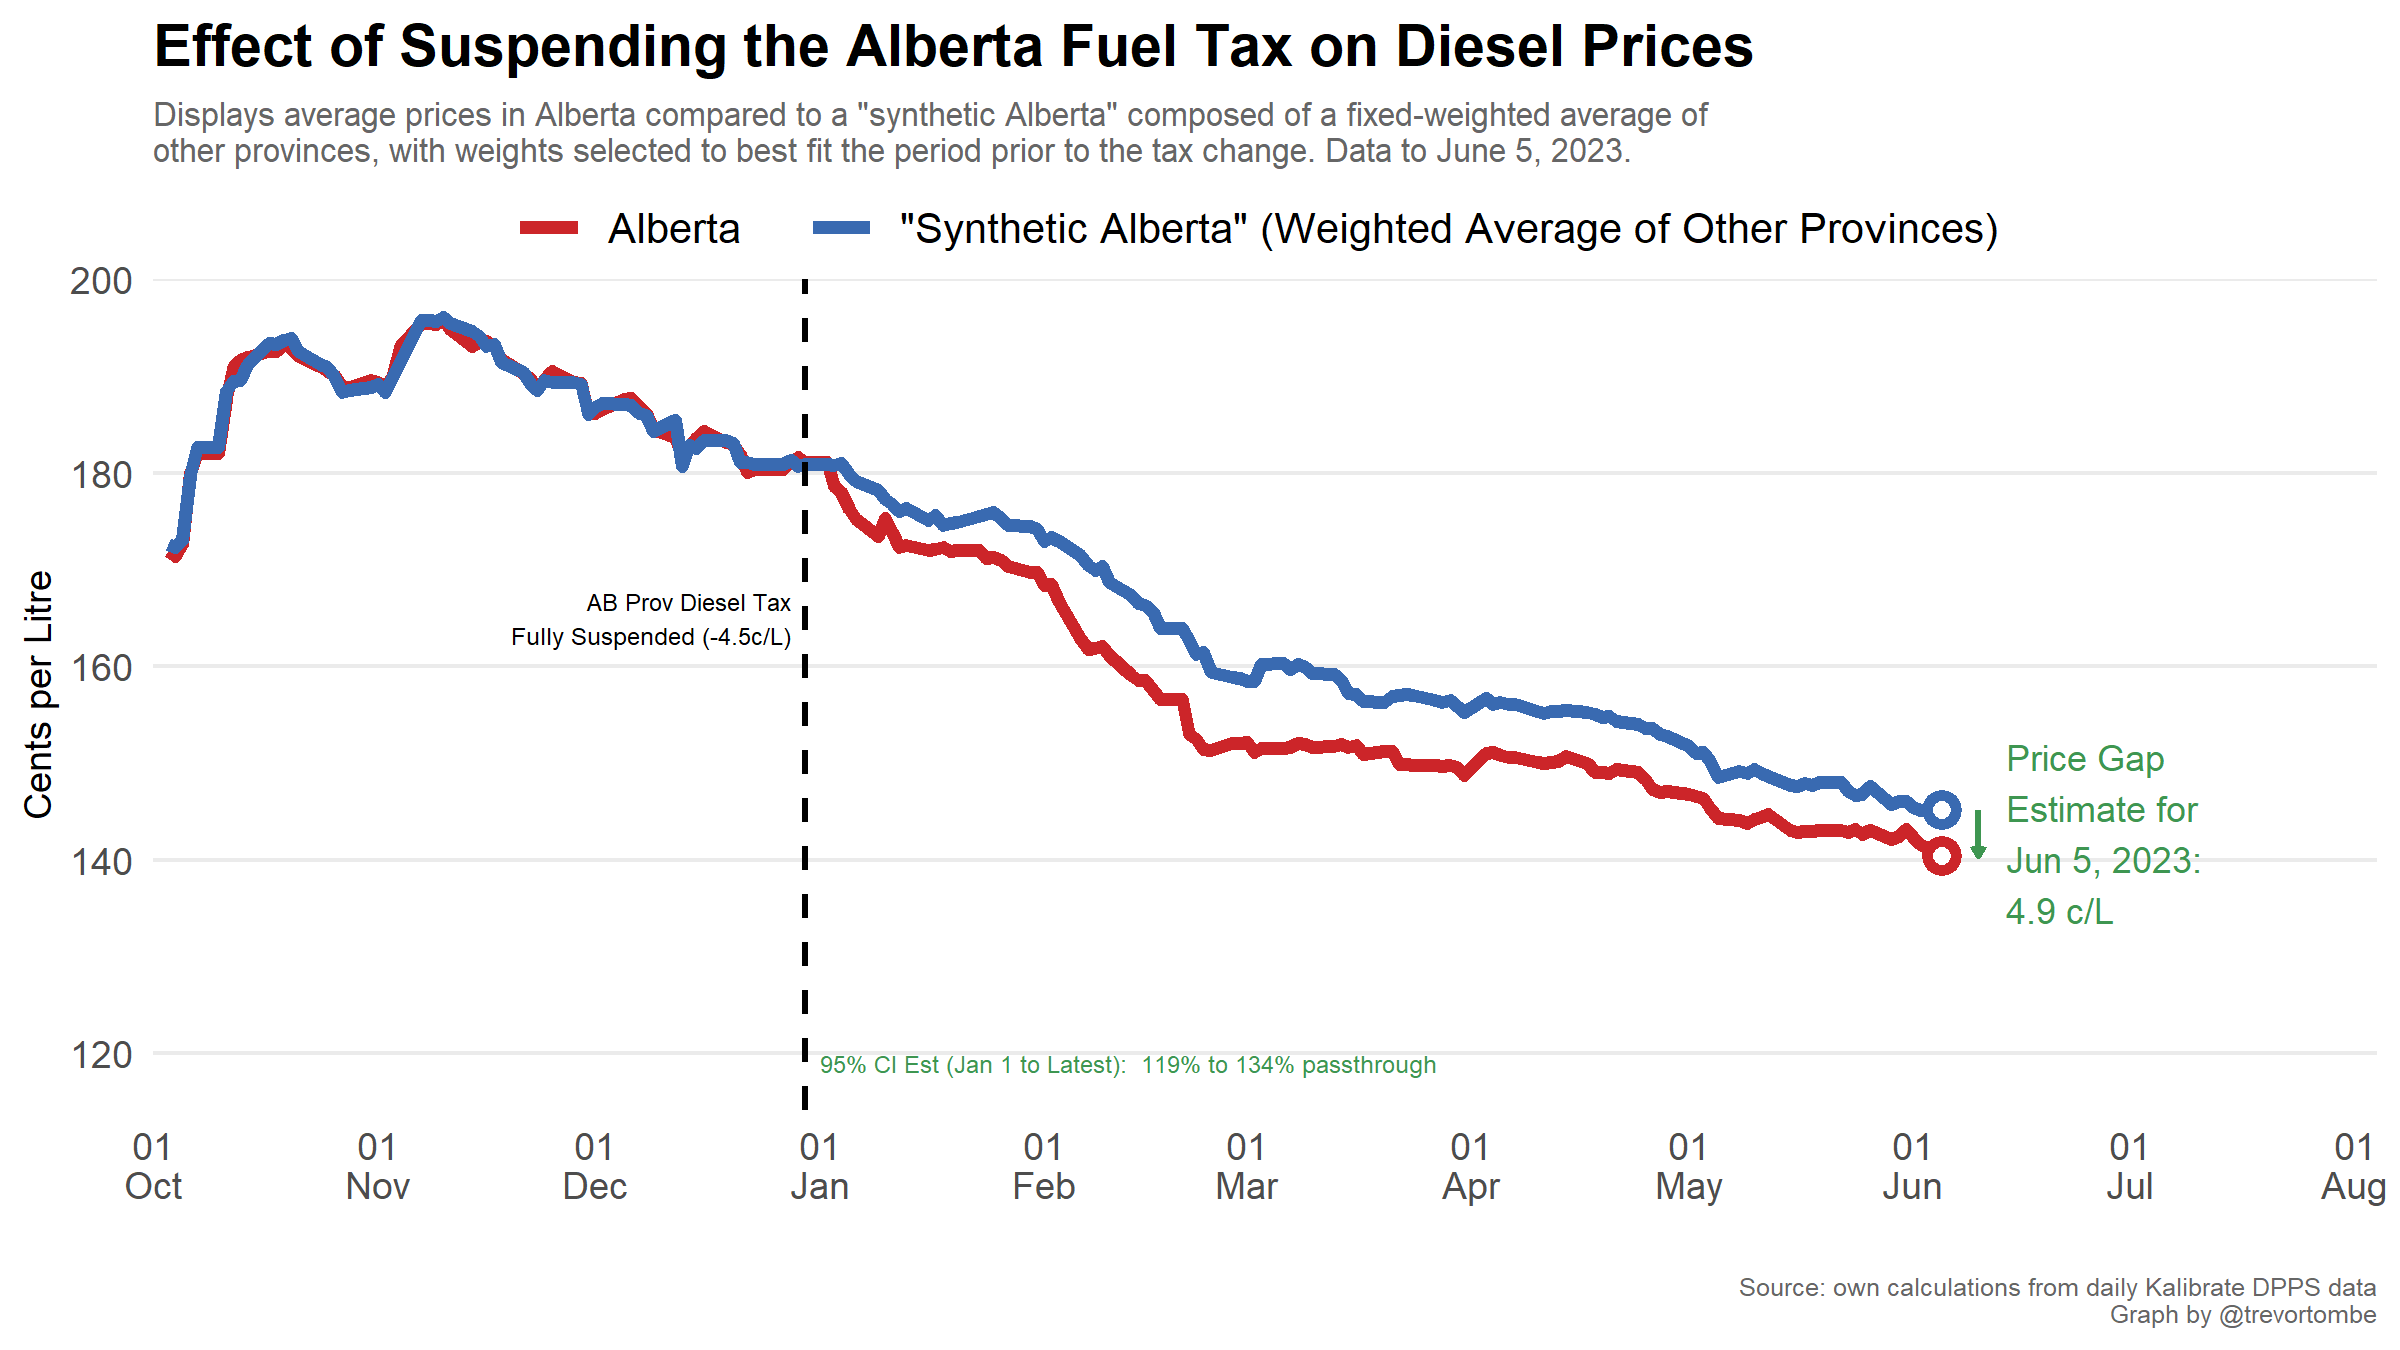 Effect of Suspending the Alberta Fuel Tax on Diesel Prices
Displays average prices in Alberta compared to a "synthetic Alberta" composed of a fixed-weighted average of
other provinces, with weights selected to best fit the period prior to the tax change. Data to June 5, 2023.
Alberta
"Synthetic Alberta" (Weighted Average of Other Provinces)
Cents per Litre
200
180
160
140
120
AB Prov Diesel Tax
Fully Suspended (-4.5c/L)
Price Gap
Estimate for
Jun 5, 2023:
4.9 c/L
95% CI Est (Jan 1 to Latest):  119% to 134% passthrough
01 01 01 01 01 01 01 01 01 01 01
Oct Nov Dec Jan Feb Mar Apr May Jun Jul Aug
Source: own calculations from daily Kalibrate DPPS data
Graph by @trevortombe